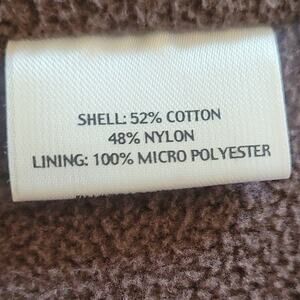 SHELL: 52% COTTON
48% NYLON
LINING: 100% MICRO POLYESTER